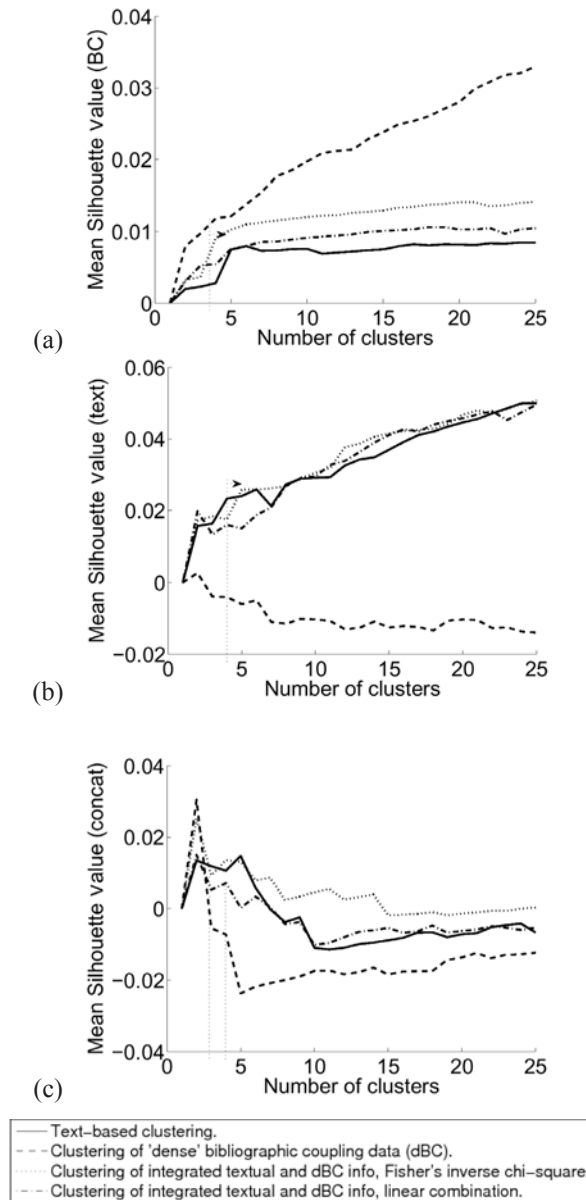 0.04
0.03
0.02
0.01
0
Mean Silhouette value (BC)
0 5 10 15 20 25
Number of clusters
(a)
0.06
0.04
0.02
0
−0.02
Mean Silhouette value (text)
0 5 10 15 20 25
Number of clusters
(b)
0.04
0.02
0
−0.02
−0.04
Mean Silhouette value (concat)
0 5 10 15 20 25
Number of clusters
(c)
Text−based clustering.
Clustering of 'dense' bibliographic coupling data (dBC).
Clustering of integrated textual and dBC info, Fisher's inverse chi−square
Clustering of integrated textual and dBC info, linear combination.